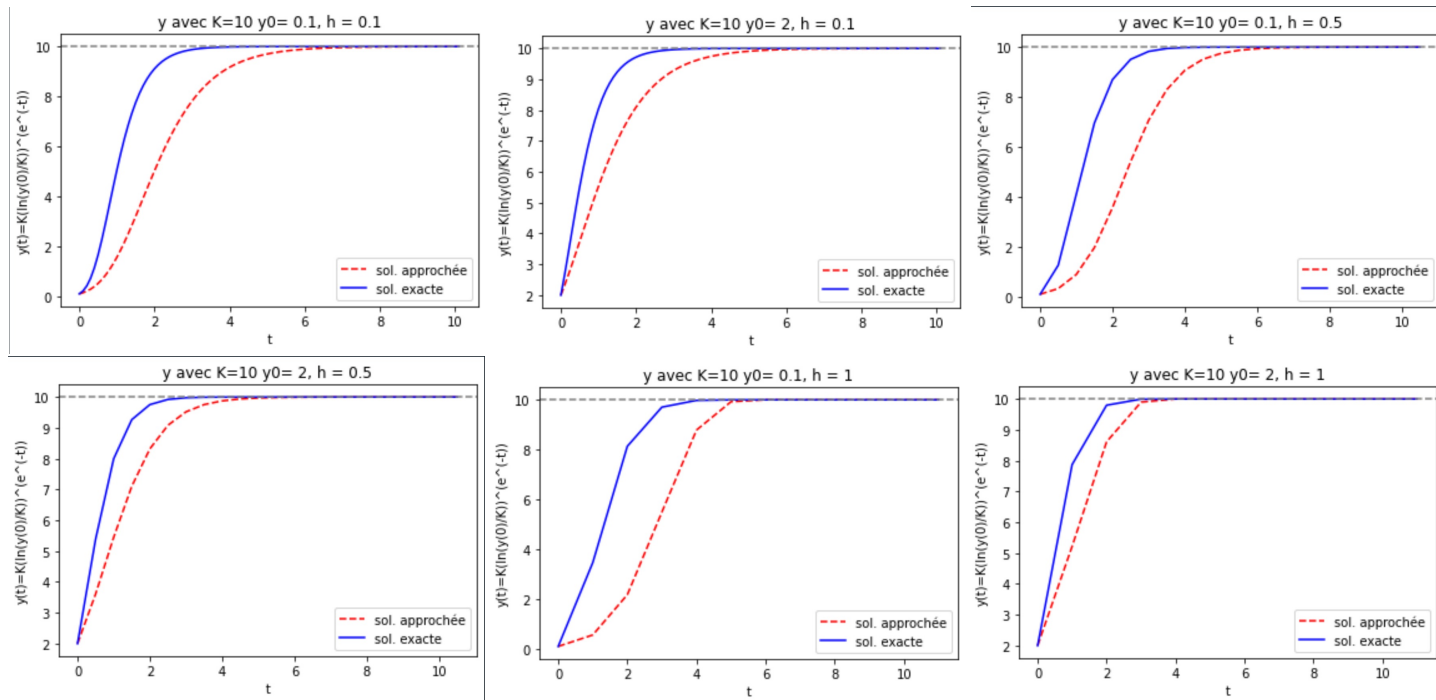 y avec K=10 y0= 0.1, h = 0.1
y(t)=K(ln(y(0)/K))^(e^(-t))
10
8
6
4
2
0
sol. approchée
sol. exacte
0 2 4 6 8 10
t
y avec K=10 y0= 2, h = 0.1
y(t)=K(ln(y(0)/K))^(e^(-t))
10
9
8
7
6
5
4
3
2
sol. approchée
sol. exacte
0 2 4 6 8 10
t
y avec K=10 y0= 0.1, h = 0.5
y(t)=K(ln(y(0)/K))^(e^(-t))
10
8
6
4
2
0
sol. approchée
sol. exacte
0 2 4 6 8 10
t
y avec K=10 y0= 2, h = 0.5
y(t)=K(ln(y(0)/K))^(e^(-t))
10
9
8
7
6
5
4
3
2
sol. approchée
sol. exacte
0 2 4 6 8 10
t
y avec K=10 y0= 0.1, h = 1
y(t)=K(ln(y(0)/K))^(e^(-t))
10
8
6
4
2
0
sol. approchée
sol. exacte
0 2 4 6 8 10
t
y avec K=10 y0= 2, h = 1
y(t)=K(ln(y(0)/K))^(e^(-t))
10
9
8
7
6
5
4
3
2
sol. approchée
sol. exacte
0 2 4 6 8 10
t